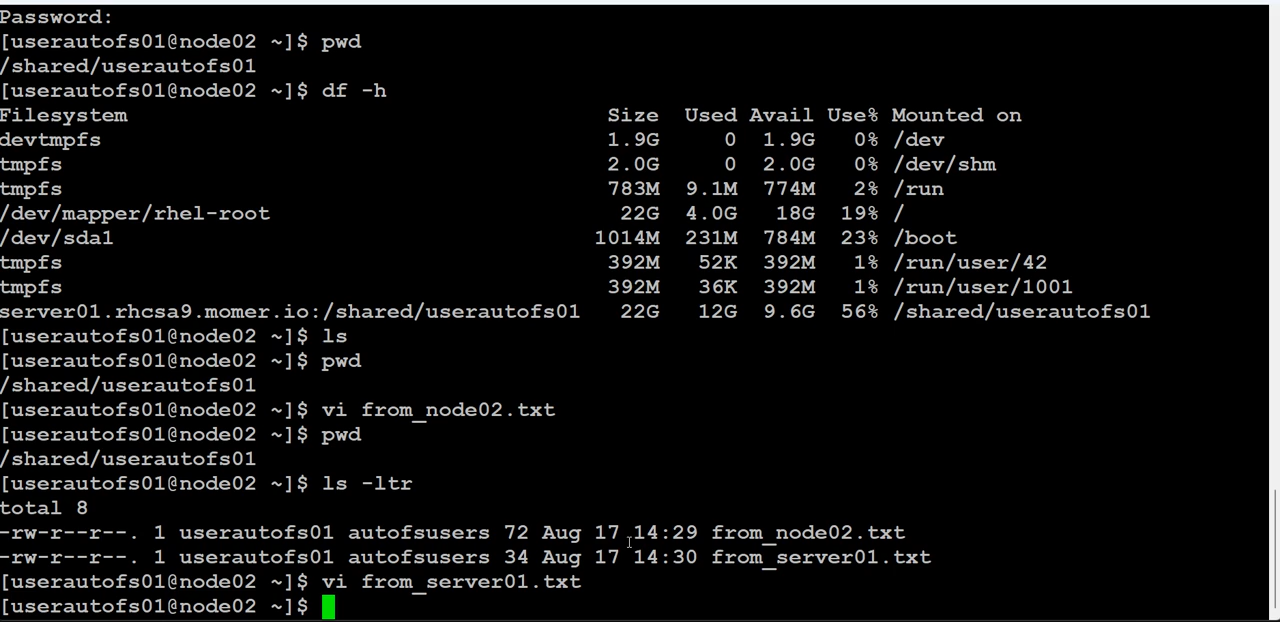 Password:
[userautofs01@node02 ~]$ pwd
/shared/userautofs01
[userautofs01@node02 ~]$ df -h
Filesystem                                     Size  Used Avail Use% Mounted on
devtmpfs                                       1.9G     0  1.9G   0% /dev
tmpfs                                          2.0G     0  2.0G   0% /dev/shm
tmpfs                                          783M  9.1M  774M   2% /run
/dev/mapper/rhel-root                           22G  4.0G   18G  19% /
/dev/sda1                                     1014M  231M  784M  23% /boot
tmpfs                                          392M   52K  392M   1% /run/user/42
tmpfs                                          392M   36K  392M   1% /run/user/1001
server01.rhcsa9.momer.io:/shared/userautofs01   22G   12G  9.6G  56% /shared/userautofs01
[userautofs01@node02 ~]$ ls
[userautofs01@node02 ~]$ pwd
/shared/userautofs01
[userautofs01@node02 ~]$ vi from_node02.txt
[userautofs01@node02 ~]$ pwd
/shared/userautofs01
[userautofs01@node02 ~]$ ls -ltr
total 8
-rw-r--r--. 1 userautofs01 autofsusers 72 Aug 17 14:29 from_node02.txt
-rw-r--r--. 1 userautofs01 autofsusers 34 Aug 17 14:30 from_server01.txt
[userautofs01@node02 ~]$ vi from_server01.txt
[userautofs01@node02 ~]$